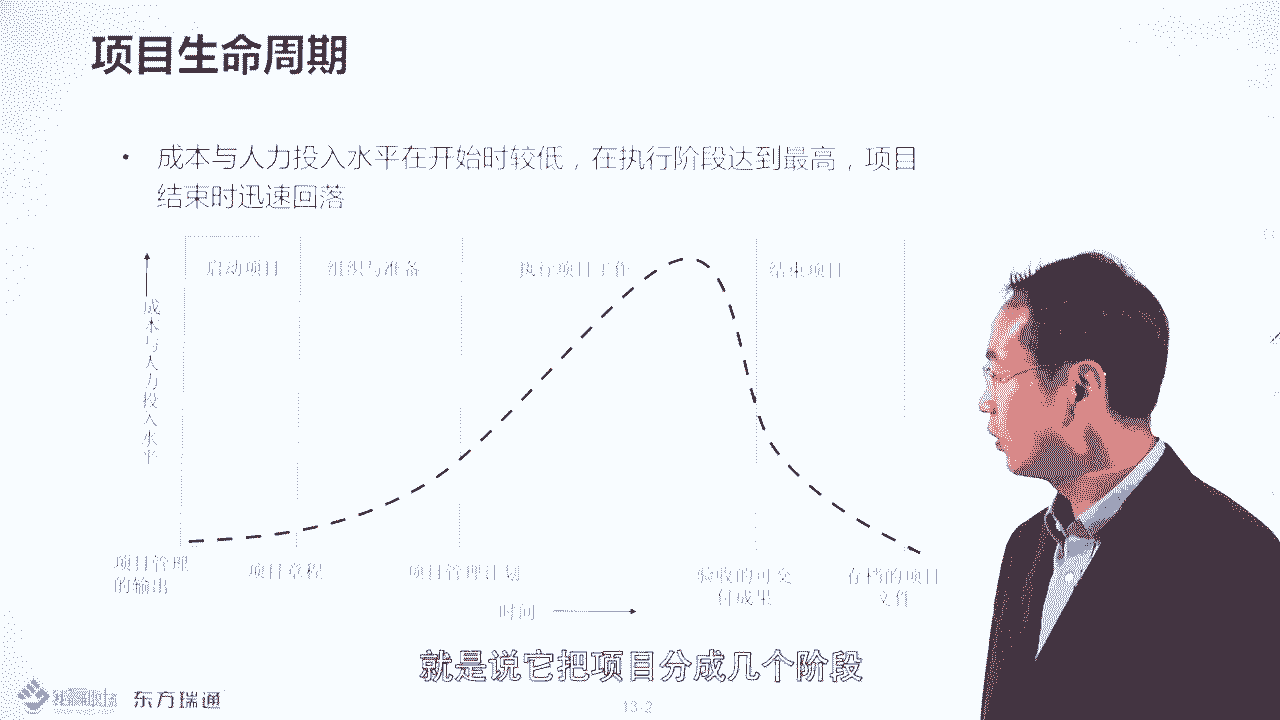 项目生命周期
• 成本与人力投入水平在开始时较低，在执行阶段达到最高，项目
结束时迅速回落
启动项目
组织与准备
执行项目工作
结束项目
成本与人力投入水平
项目管理
的输出
项目章程
项目管理计划
验收的可交
付成果
存档的项目
文件
时间
就是说它把项目分成几个阶段
东方瑞通
13-2